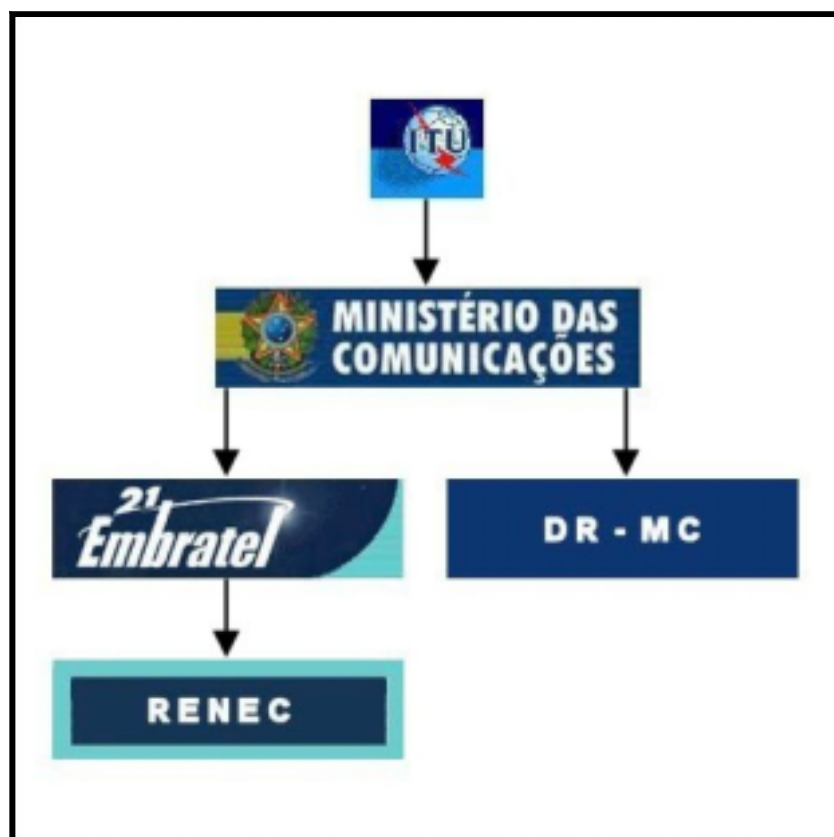 ITU
MINISTÉRIO DAS
COMUNICAÇÕES
21
Embratel
DR - MC
RENEC